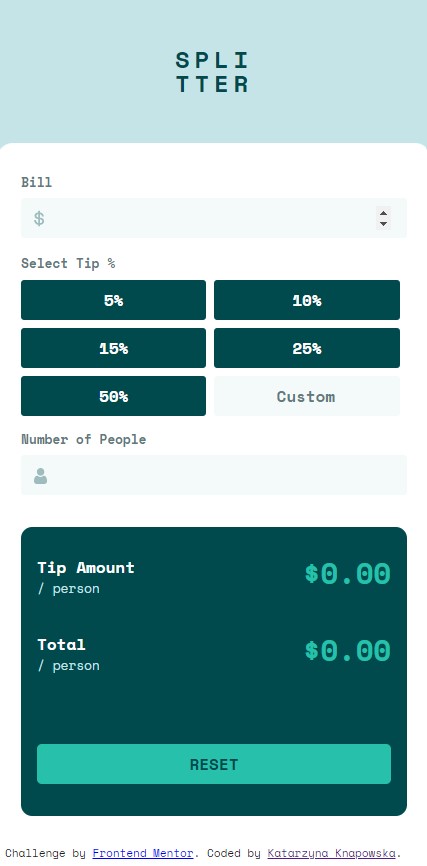 SPLI
TTER
Bill
$
Select Tip %
5% 10%
15% 25%
50% Custom
Number of People
Tip Amount $0.00
/ person
Total $0.00
/ person
RESET
Challenge by Frontend Mentor. Coded by Katarzyna Knapowska.